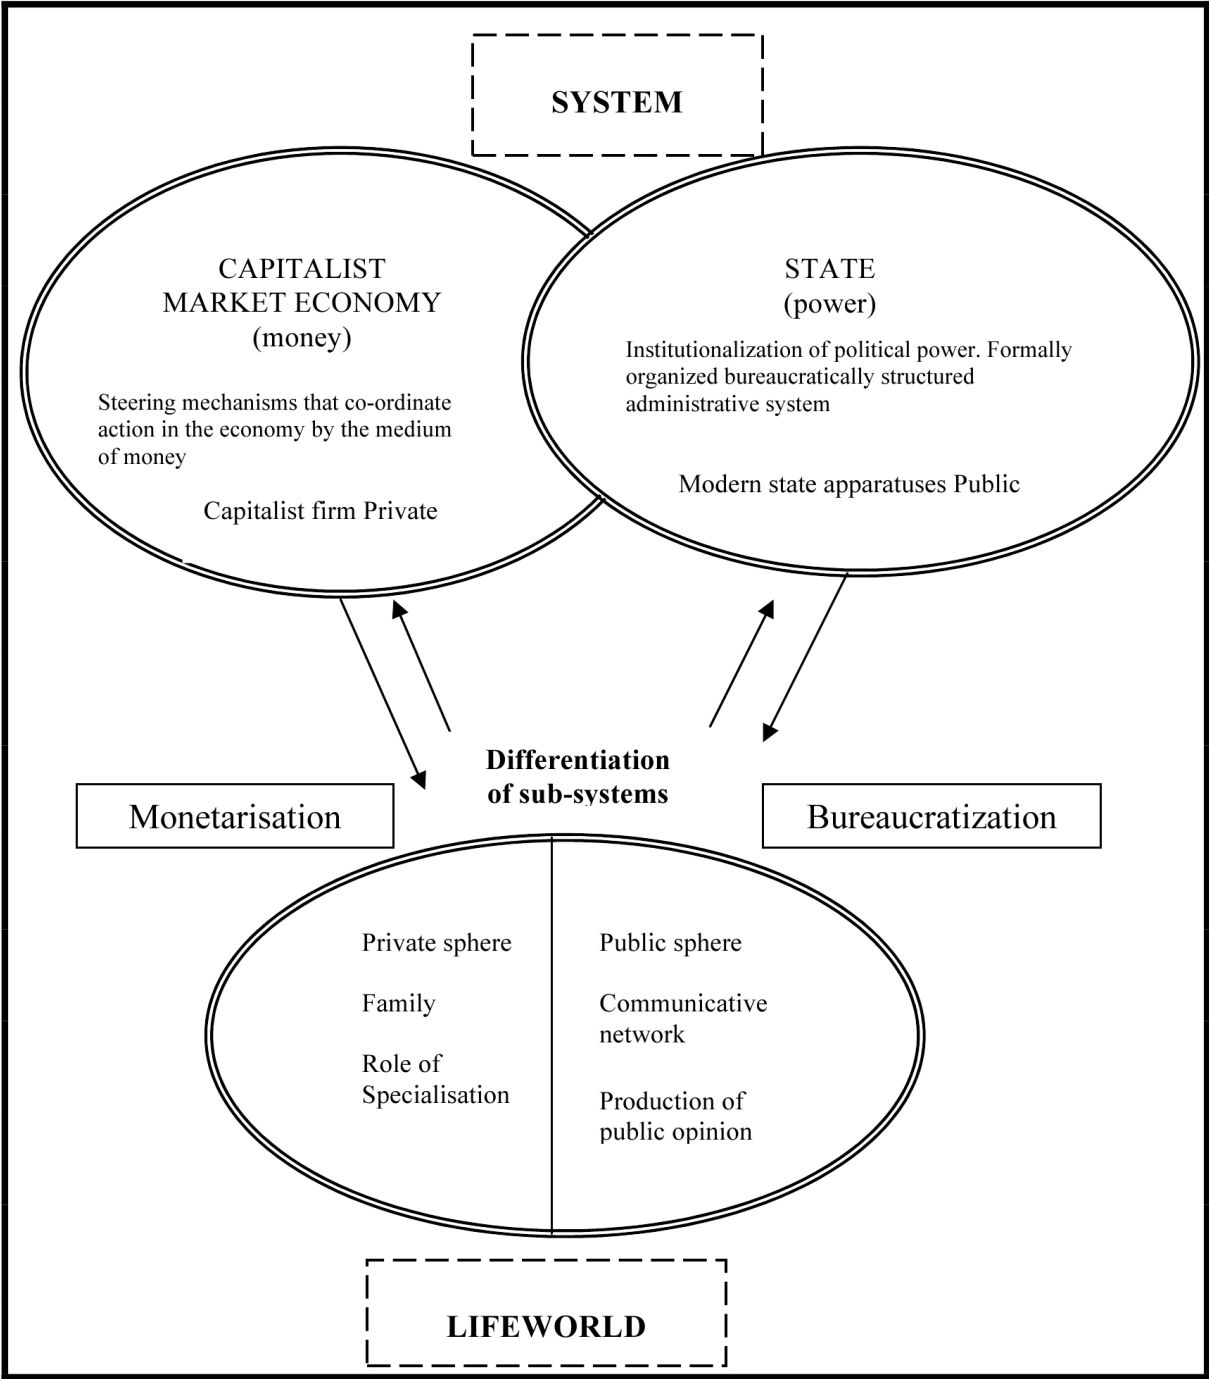 SYSTEM
CAPITALIST
MARKET ECONOMY
(money)
Steering mechanisms that co-ordinate
action in the economy by the medium
of money
Capitalist firm Private
STATE
(power)
Institutionalization of political power. Formally
organized bureaucratically structured
administrative system
Modern state apparatuses Public
Differentiation
of sub-systems
Monetarisation
Bureaucratization
Private sphere
Family
Role of
Specialisation
Public sphere
Communicative
network
Production of
public opinion
LIFEWORLD